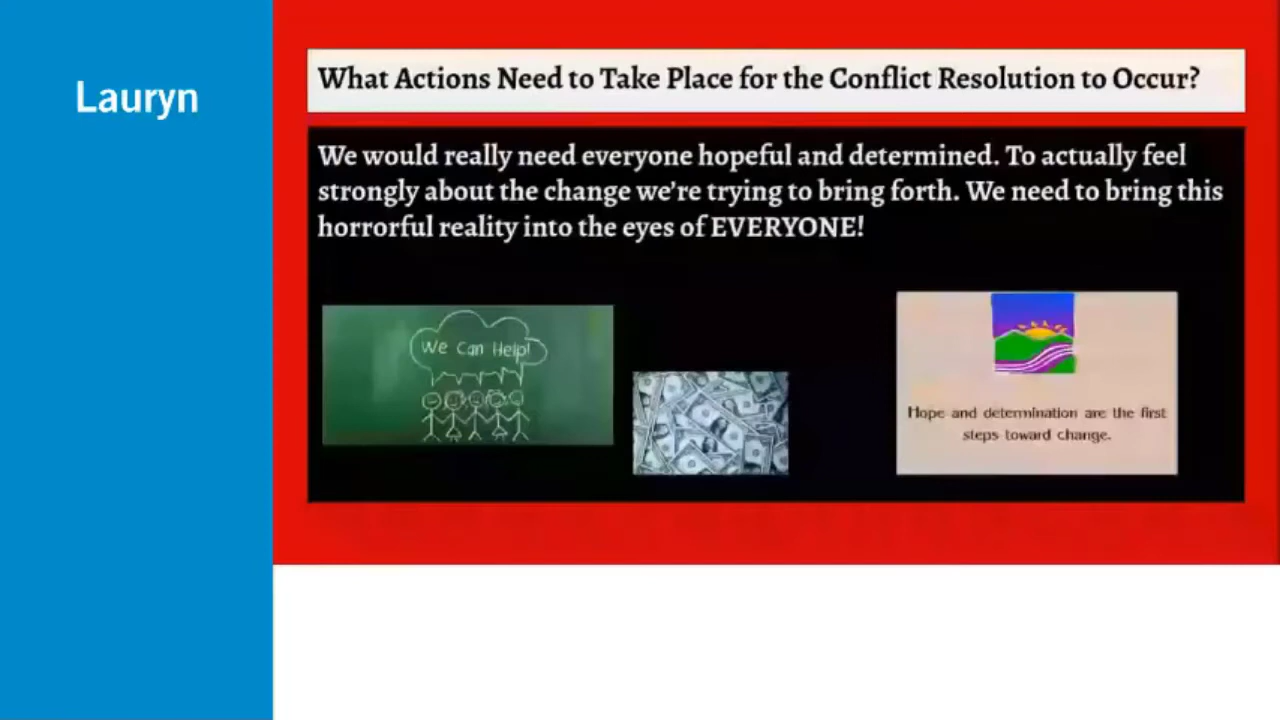 Lauryn
What Actions Need to Take Place for the Conflict Resolution to Occur?
We would really need everyone hopeful and determined. To actually feel
strongly about the change we're trying to bring forth. We need to bring this
horrorful reality into the eyes of EVERYONE!
We Can Help!
Hope and determination are the first
steps toward change.